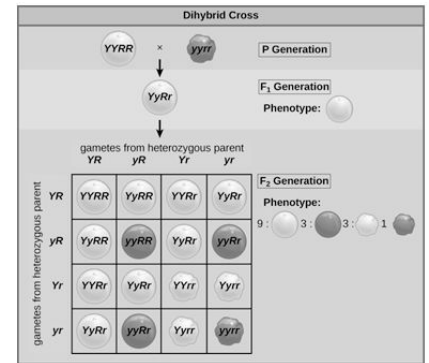 Dihybrid Cross
YYRR × yyrr
P Generation
YyRr
F₁ Generation
Phenotype:
gametes from heterozygous parent
YR yR Yr yr
gametes from heterozygous parent
YR YYRR YyRR YYRr YyRr
yR YyRR yyRR YyRr yyRr
Yr YYRr YyRr YYrr Yyrr
yr YyRr yyRr Yyrr yyrr
F₂ Generation
Phenotype:
9 : 3 : 3 : 1